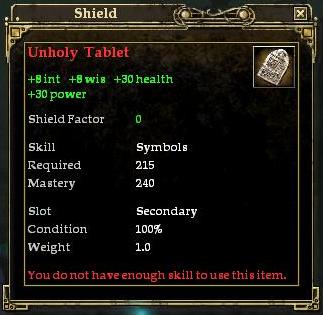 Shield
Unholy Tablet
+8 int +8 wis +30 health
+30 power
Shield Factor 0
Skill Symbols
Required 215
Mastery 240
Slot Secondary
Condition 100%
Weight 1.0
You do not have enough skill to use this item.